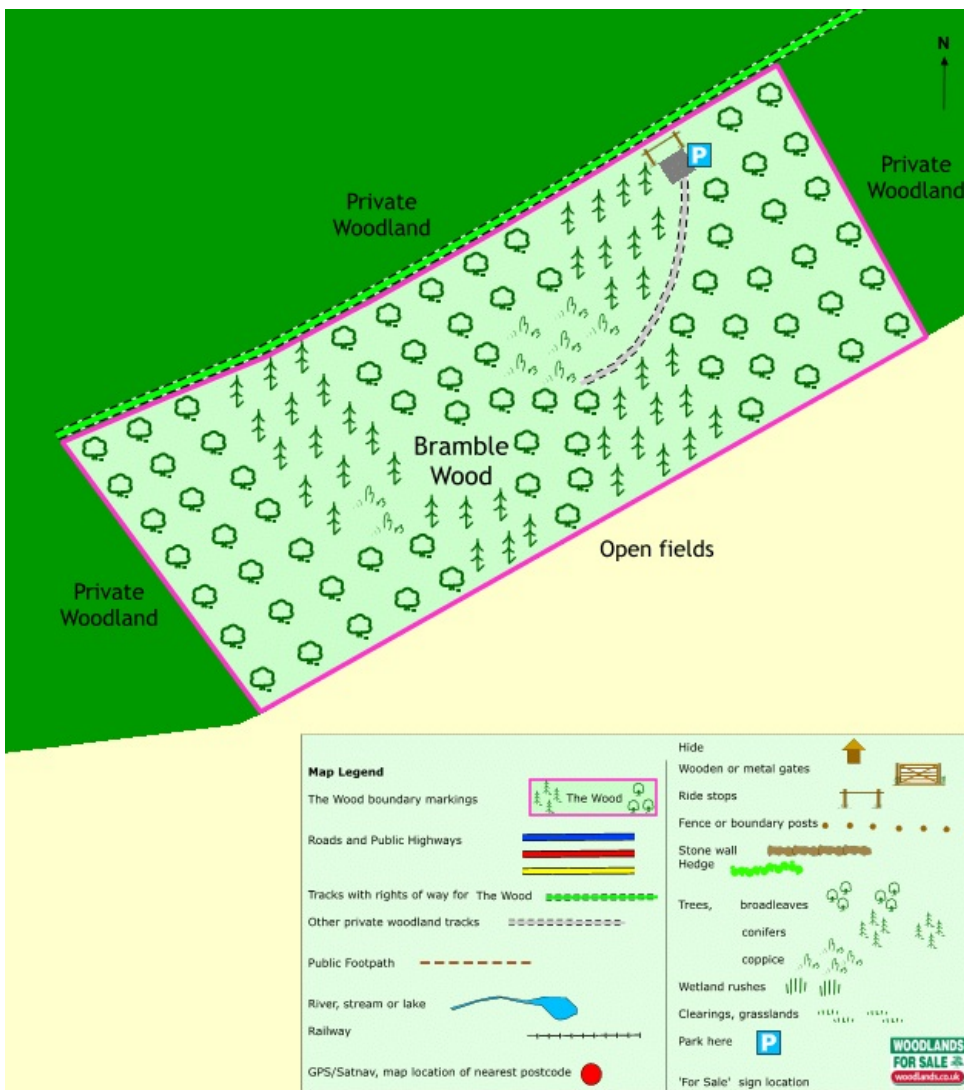 N
Private
Woodland
Private
Woodland
P
Bramble
Wood
Open fields
Private
Woodland
Map Legend
The Wood boundary markings
The Wood
Roads and Public Highways
Tracks with rights of way for The Wood
Other private woodland tracks
Public Footpath
River, stream or lake
Railway
GPS/Satnav, map location of nearest postcode
Hide
Wooden or metal gates
Ride stops
Fence or boundary posts
Stone wall
Hedge
Trees, broadleaves
conifers
coppice
Wetland rushes
Clearings, grasslands
Park here
P
'For Sale' sign location
WOODLANDS
FOR SALE
woodlands.co.uk